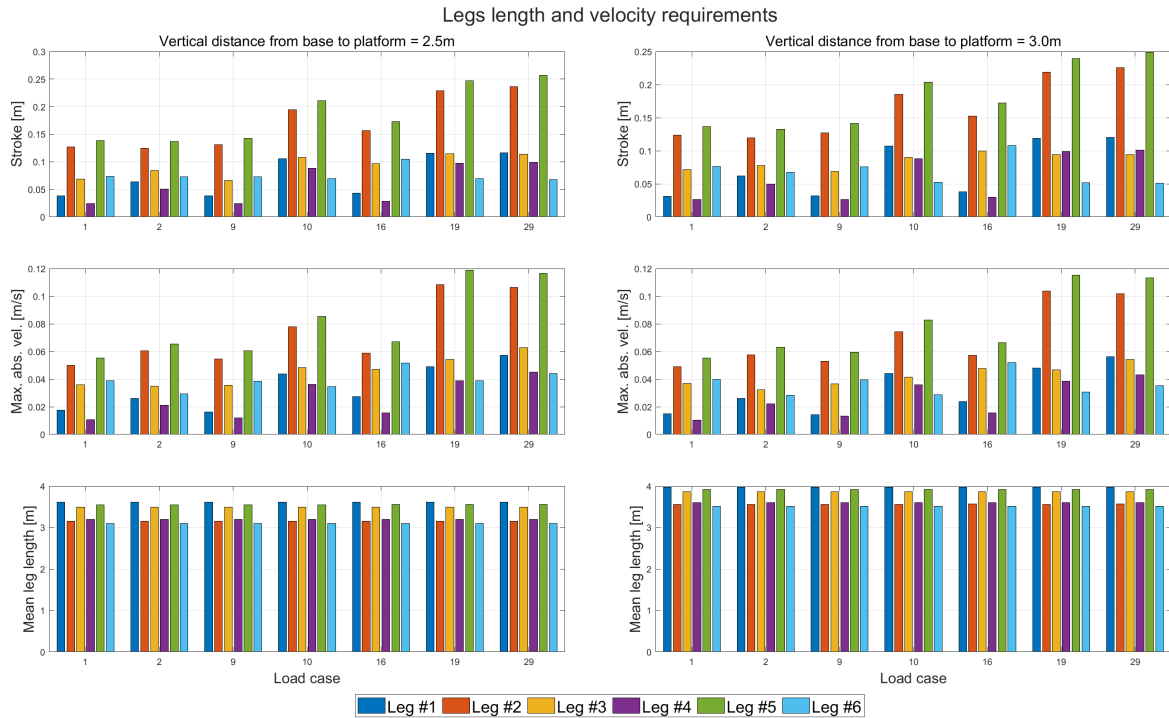 Legs length and velocity requirements
Vertical distance from base to platform = 2.5m
Stroke [m]
0.3
0.25
0.2
0.15
0.1
0.05
0
1 2 9 10 16 19 29
Vertical distance from base to platform = 3.0m
Stroke [m]
0.25
0.2
0.15
0.1
0.05
0
1 2 9 10 16 19 29
Max. abs. vel. [m/s]
0.12
0.1
0.08
0.06
0.04
0.02
0
1 2 9 10 16 19 29
Max. abs. vel. [m/s]
0.12
0.1
0.08
0.06
0.04
0.02
0
1 2 9 10 16 19 29
Mean leg length [m]
4
3
2
1
0
1 2 9 10 16 19 29
Load case
Mean leg length [m]
4
3
2
1
0
1 2 9 10 16 19 29
Load case
Leg #1 Leg #2 Leg #3 Leg #4 Leg #5 Leg #6